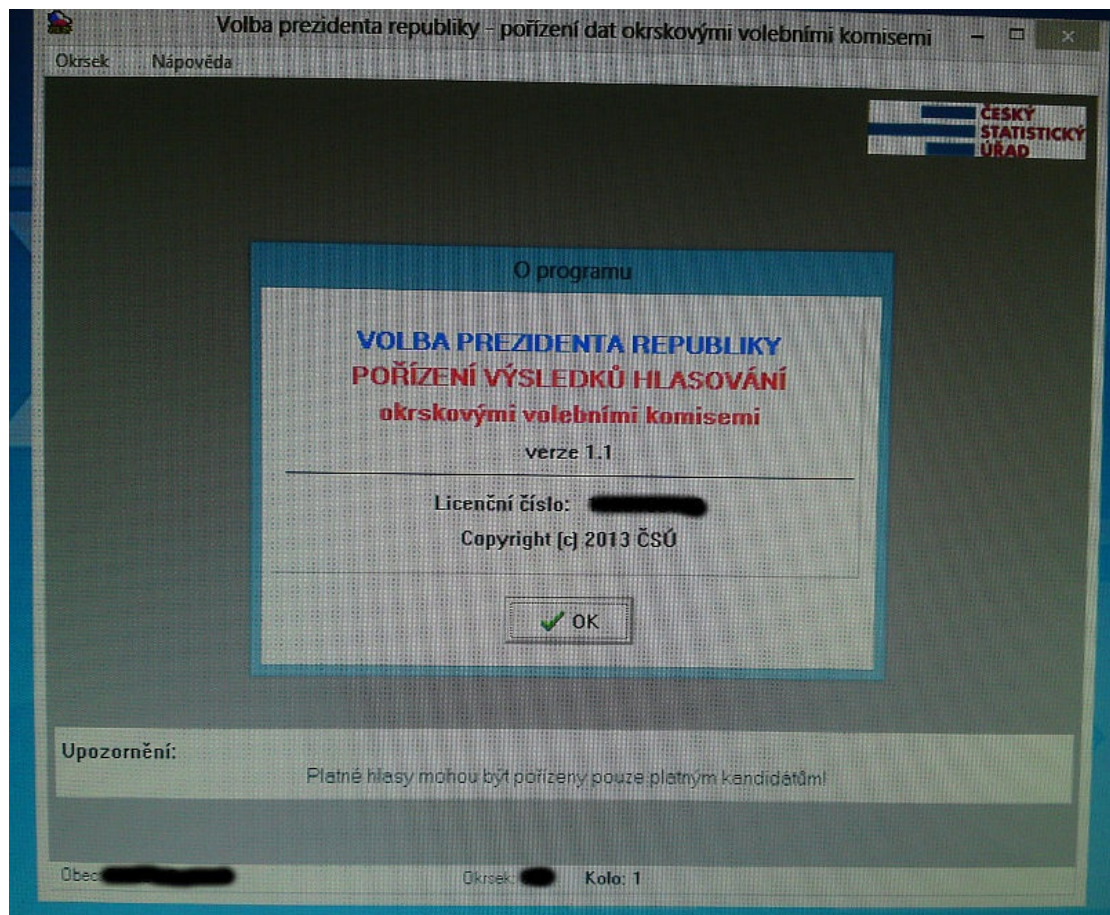 Volba prezidenta republiky - pořízení dat okrskovými volebními komisemi
Okrsek Nápověda
ČESKÝ
STATISTICKÝ
ÚŘAD
O programu
VOLBA PREZIDENTA REPUBLIKY
POŘÍZENÍ VÝSLEDKŮ HLASOVÁNÍ
okrskovými volebními komisemi
verze 1.1
Licenční číslo:
Copyright (c) 2013 ČSÚ
OK
Upozornění:
Platné hlasy mohou být pořízeny pouze platným kandidátům!
Obec
Okrsek: Kolo: 1